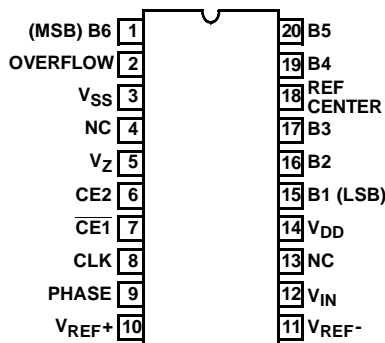 (MSB) B6 1 20 B5
OVERFLOW 2 19 B4
VSS 3 18 REF CENTER
NC 4 17 B3
VZ 5 16 B2
CE2 6 15 B1 (LSB)
CE1 7 14 VDD
CLK 8 13 NC
PHASE 9 12 VIN
VREF+ 10 11 VREF-